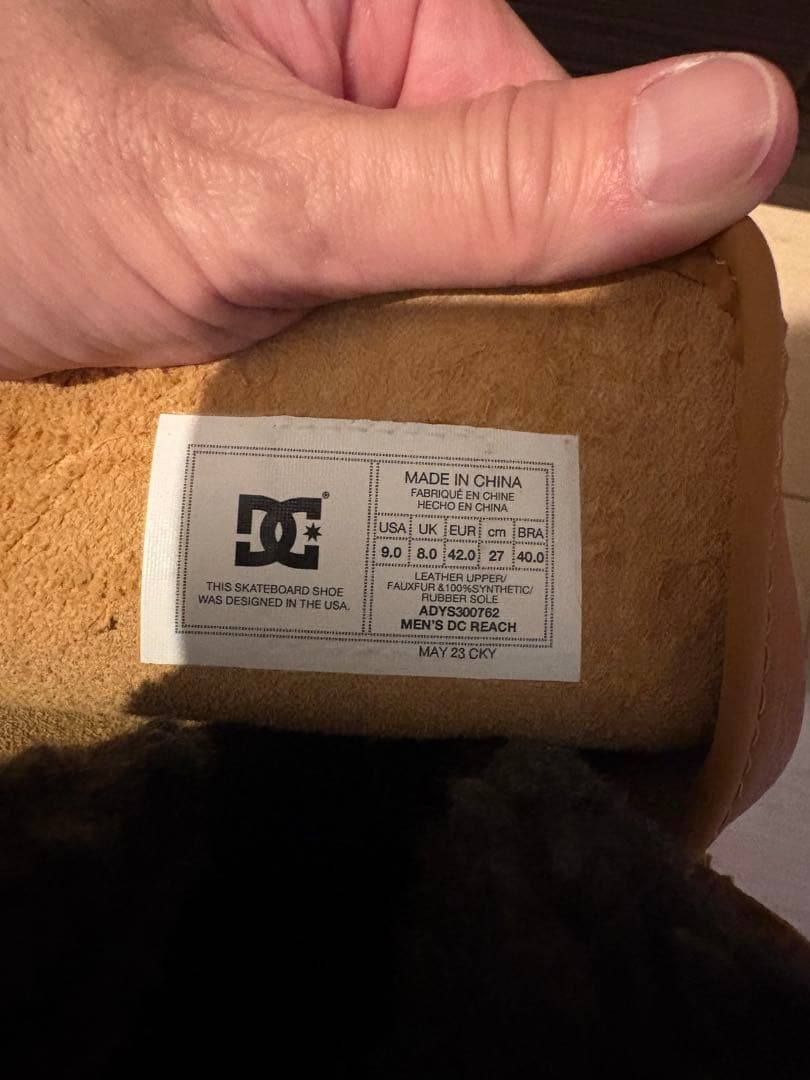 DC®
THIS SKATEBOARD SHOE
WAS DESIGNED IN THE USA.
MADE IN CHINA
FABRIQUÉ EN CHINE
HECHO EN CHINA
USA UK EUR cm BRA
9.0 8.0 42.0 27 40.0
LEATHER UPPER/
FAUXFUR &100%SYNTHETIC/
RUBBER SOLE
ADYS300762
MEN'S DC REACH
MAY 23 CKY